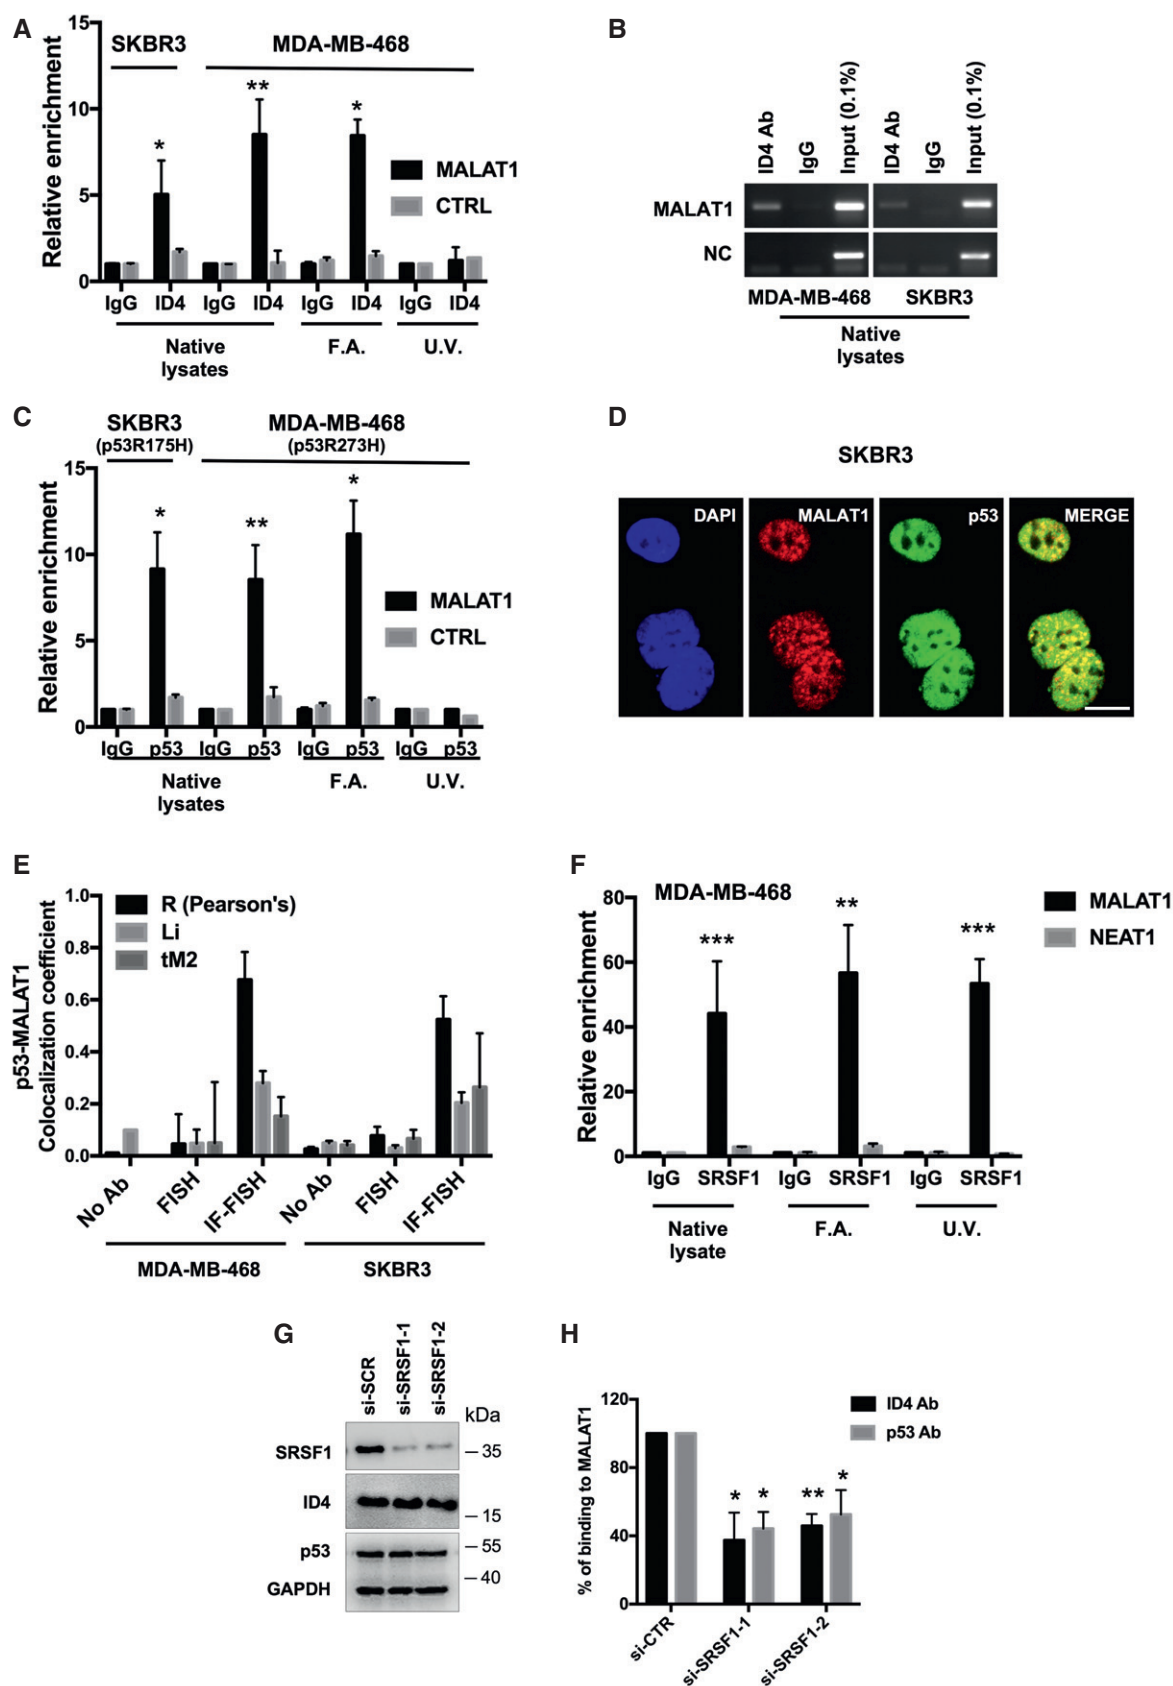 A
SKBR3 MDA-MB-468
Relative enrichment
15
10
5
0
* ** *
MALAT1
CTRL
IgG ID4 IgG ID4 IgG ID4 IgG ID4
Native lysates F.A. U.V.
B
ID4 Ab IgG Input (0.1%) ID4 Ab IgG Input (0.1%)
MALAT1
NC
MDA-MB-468 SKBR3
Native
lysates
C
SKBR3 MDA-MB-468
(p53R175H) (p53R273H)
Relative enrichment
15
10
5
0
* ** *
MALAT1
CTRL
IgG p53 IgG p53 IgG p53 IgG p53
Native lysates F.A. U.V.
D
SKBR3
DAPI MALAT1 p53 MERGE
E
p53-MALAT1
Colocalization coefficient
1.0
0.8
0.6
0.4
0.2
0.0
R (Pearson's)
Li
tM2
No Ab FISH IF-FISH No Ab FISH IF-FISH
MDA-MB-468 SKBR3
F
MDA-MB-468
Relative enrichment
80
60
40
20
0
*** ** ***
MALAT1
NEAT1
IgG SRSF1 IgG SRSF1 IgG SRSF1
Native lysate F.A. U.V.
G
si-SCR si-SRSF1-1 si-SRSF1-2
kDa
SRSF1 – 35
ID4
– 15
p53 – 55
– 40
GAPDH
H
% of binding to MALAT1
120
80
40
0
ID4 Ab
p53 Ab
* * ** *
si-CTR si-SRSF1-1 si-SRSF1-2